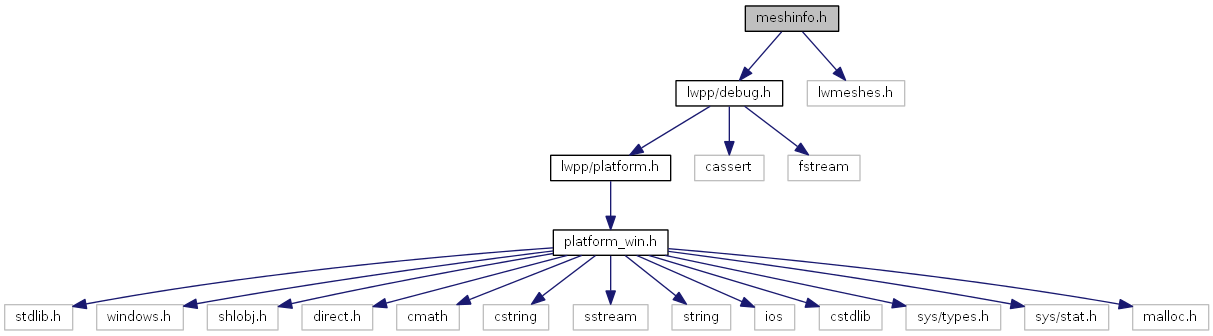 meshinfo.h
lwpp/debug.h
lwmeshes.h
lwpp/platform.h
cassert
fstream
platform_win.h
stdlib.h
windows.h
shlobj.h
direct.h
cmath
cstring
sstream
string
ios
cstdlib
sys/types.h
sys/stat.h
malloc.h